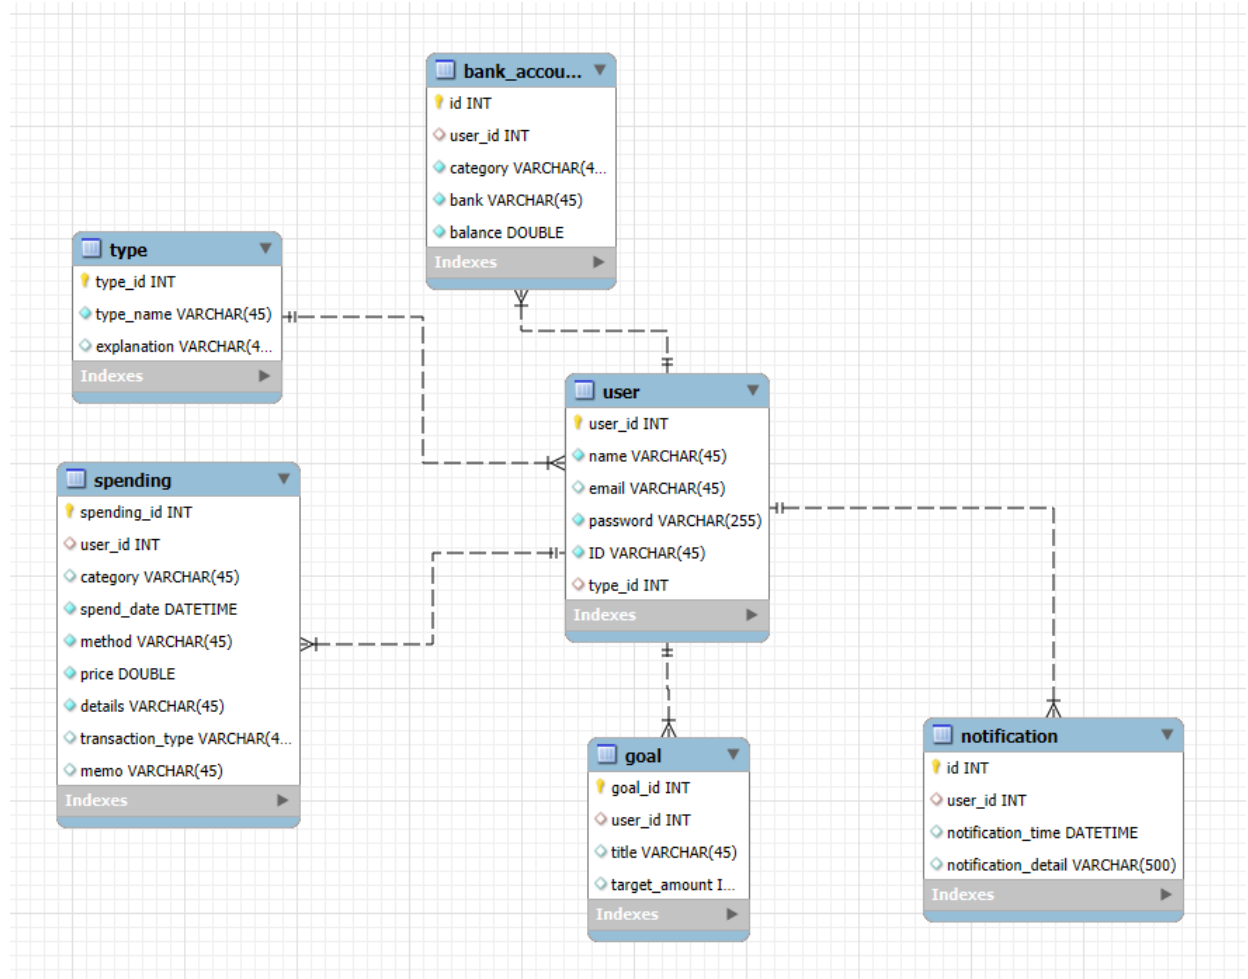 bank_accou...
id INT
user_id INT
category VARCHAR(4...
bank VARCHAR(45)
balance DOUBLE
Indexes
type
type_id INT
type_name VARCHAR(45)
explanation VARCHAR(4...
Indexes
user
user_id INT
name VARCHAR(45)
email VARCHAR(45)
password VARCHAR(255)
ID VARCHAR(45)
type_id INT
Indexes
spending
spending_id INT
user_id INT
category VARCHAR(45)
spend_date DATETIME
method VARCHAR(45)
price DOUBLE
details VARCHAR(45)
transaction_type VARCHAR(4...
memo VARCHAR(45)
Indexes
goal
goal_id INT
user_id INT
title VARCHAR(45)
target_amount I...
Indexes
notification
id INT
user_id INT
notification_time DATETIME
notification_detail VARCHAR(500)
Indexes